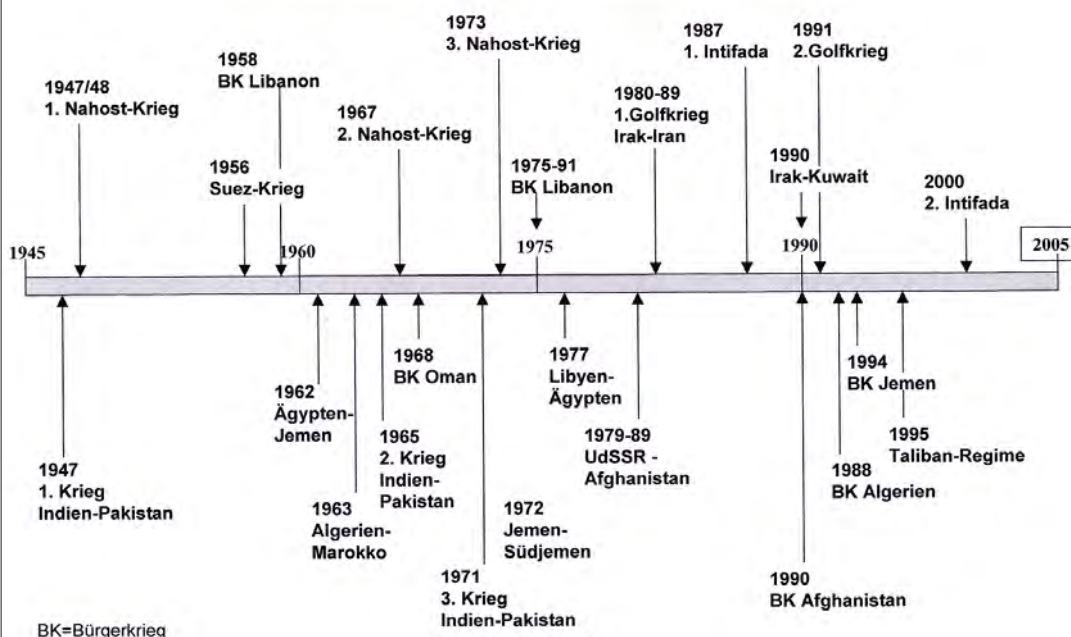 1973
3. Nahost-Krieg
1987
1. Intifada
1991
2.Golfkrieg
1958
BK Libanon
1947/48
1. Nahost-Krieg
1967
2. Nahost-Krieg
1980-89
1.Golfkrieg
Irak-Iran
1956
Suez-Krieg
1975-91
BK Libanon
1990
Irak-Kuwait
2000
2. Intifada
1945
1960
1975
1990
2005
1968
BK Oman
1977
Libyen-
Ägypten
1994
BK Jemen
1962
Ägypten-
Jemen
1965
2. Krieg
Indien-
Pakistan
1979-89
UdSSR -
Afghanistan
1995
Taliban-Regime
1947
1. Krieg
Indien-Pakistan
1988
BK Algerien
1963
Algerien-
Marokko
1972
Jemen-
Südjemen
1971
3. Krieg
Indien-Pakistan
1990
BK Afghanistan
BK=Bürgerkrieg